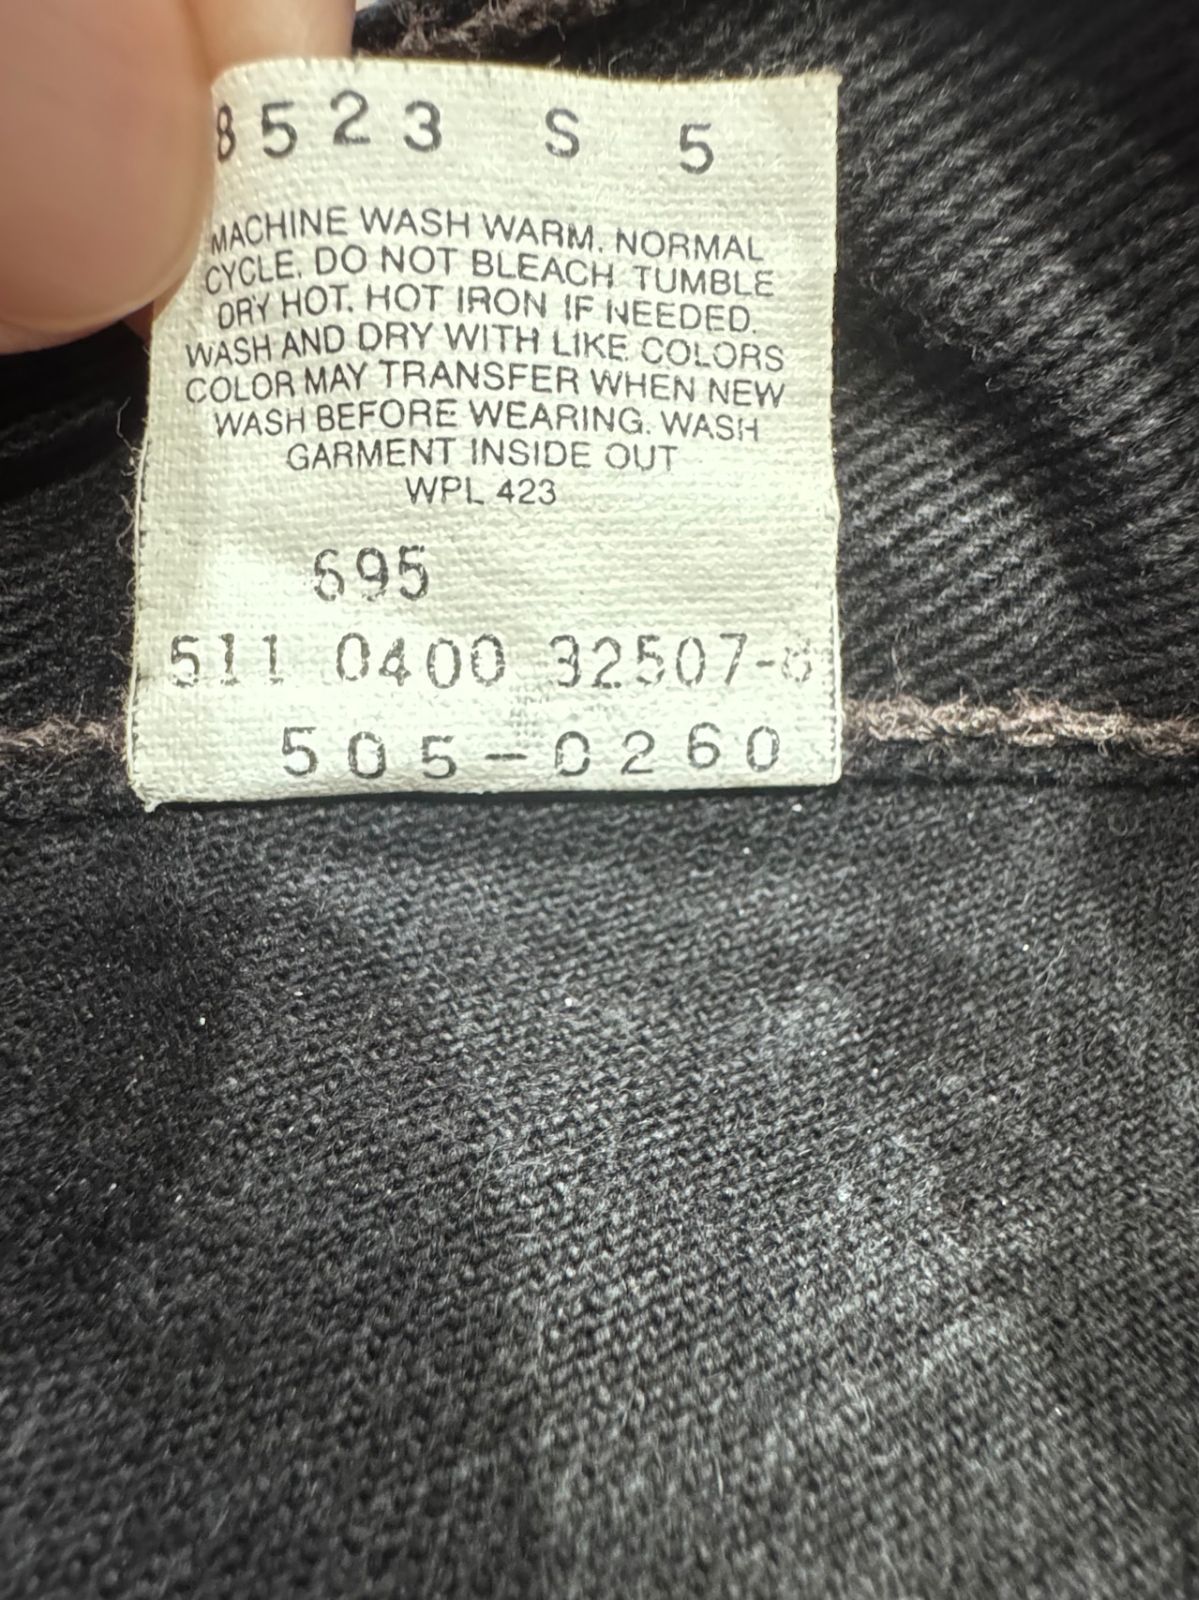 8523 S 5
MACHINE WASH WARM. NORMAL
CYCLE. DO NOT BLEACH TUMBLE
DRY HOT. HOT IRON IF NEEDED.
WASH AND DRY WITH LIKE COLORS
COLOR MAY TRANSFER WHEN NEW
WASH BEFORE WEARING. WASH
GARMENT INSIDE OUT
WPL 423
695
511 0400 32507-6
505-0260